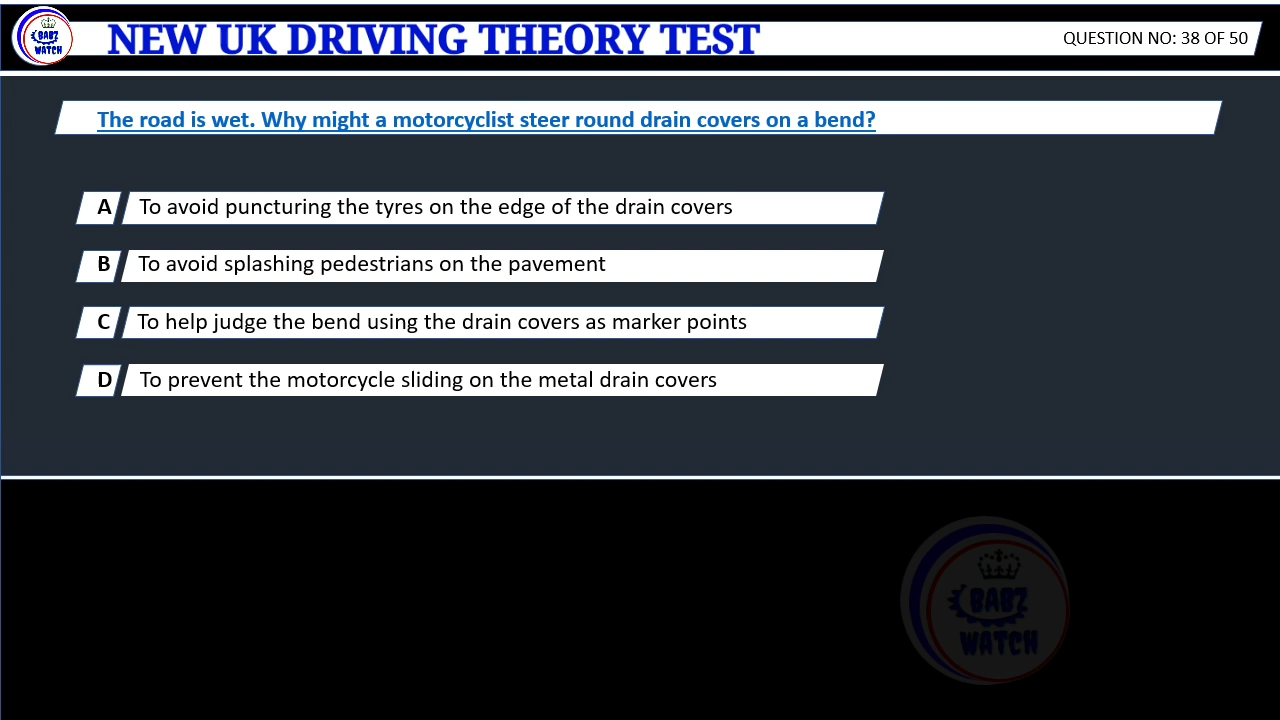 BABZ
WATCH
NEW UK DRIVING THEORY TEST
QUESTION NO: 38 OF 50
The road is wet. Why might a motorcyclist steer round drain covers on a bend?
A To avoid puncturing the tyres on the edge of the drain covers
B To avoid splashing pedestrians on the pavement
C To help judge the bend using the drain covers as marker points
D To prevent the motorcycle sliding on the metal drain covers
BABZ
WATCH